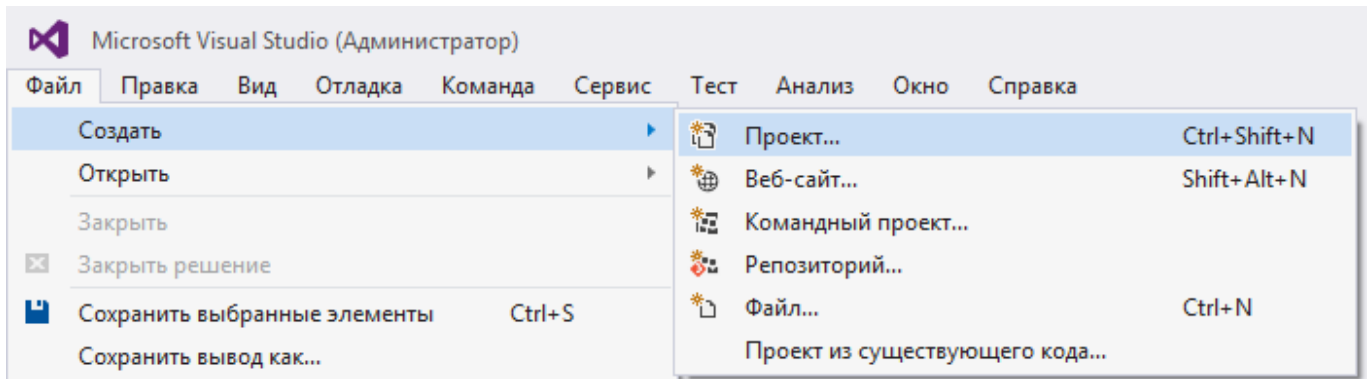 Microsoft Visual Studio (Администратор)
Файл Правка Вид Отладка Команда Сервис Тест Анализ Окно Справка
Создать
Открыть
Закрыть
Закрыть решение
Сохранить выбранные элементы Ctrl+S
Сохранить вывод как...
Проект... Ctrl+Shift+N
Веб-сайт... Shift+Alt+N
Командный проект...
Репозиторий...
Файл... Ctrl+N
Проект из существующего кода...